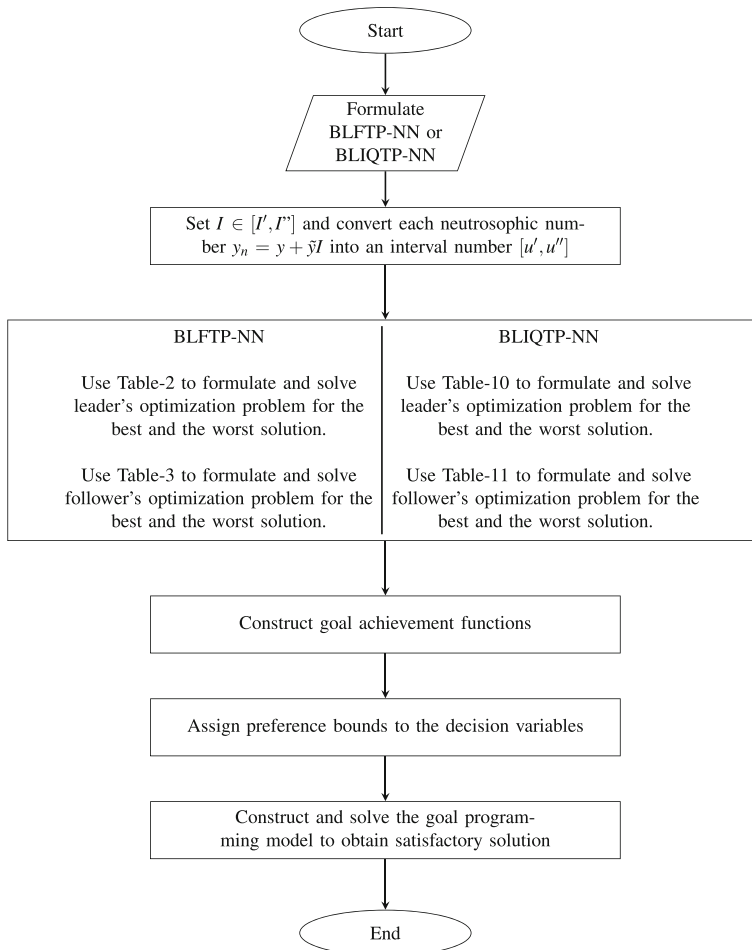 Start
Formulate
BLFTP-NN or
BLIQTP-NN
Set I ∈ [I′, I”] and convert each neutrosophic num-
ber yₙ = y + ỹI into an interval number [u′, u′′]
BLFTP-NN
Use Table-2 to formulate and solve
leader's optimization problem for the
best and the worst solution.
Use Table-3 to formulate and solve
follower's optimization problem for the
best and the worst solution.
BLIQTP-NN
Use Table-10 to formulate and solve
leader's optimization problem for the
best and the worst solution.
Use Table-11 to formulate and solve
follower's optimization problem for the
best and the worst solution.
Construct goal achievement functions
Assign preference bounds to the decision variables
Construct and solve the goal program-
ming model to obtain satisfactory solution
End